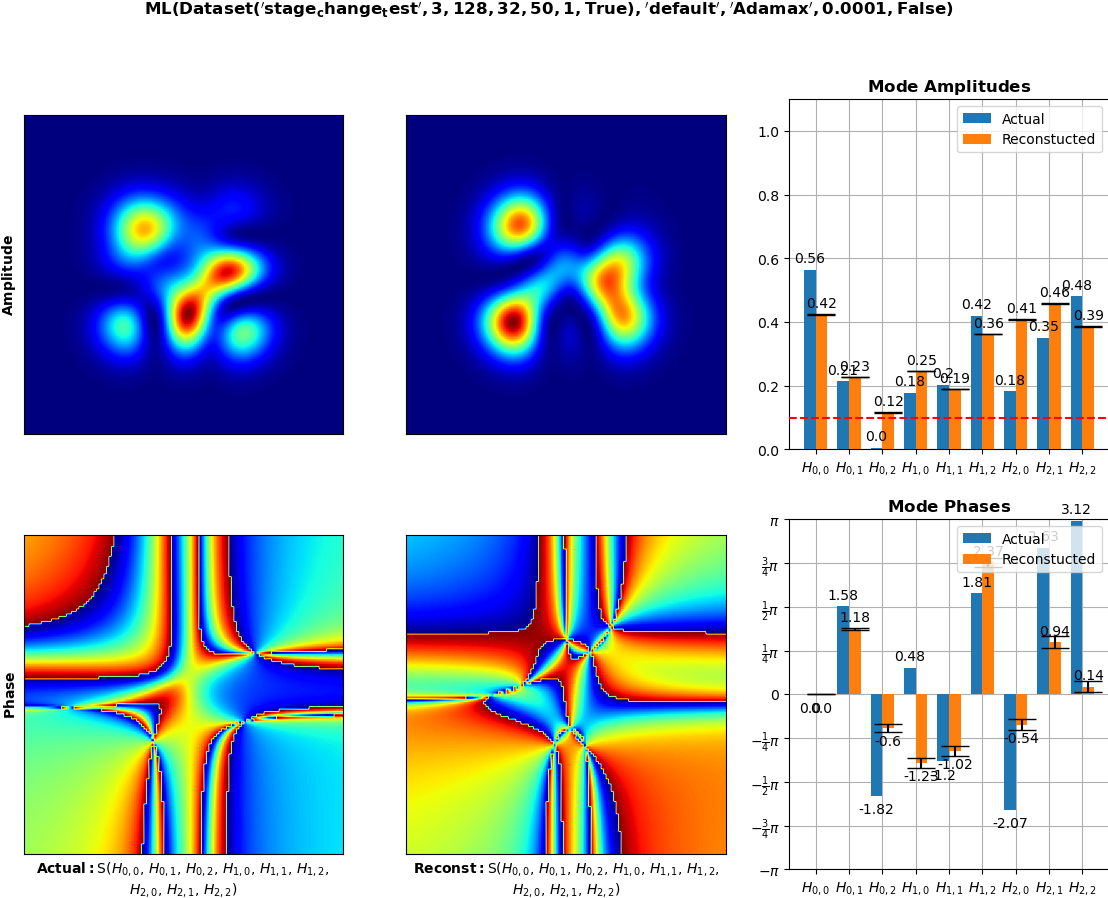 ML(Dataset('stage_change_test', 3, 128, 32, 50, 1, True), 'default', 'Adamax', 0.0001, False)
Amplitude
Mode Amplitudes
Actual
Reconstucted
1.0
0.8
0.6
0.4
0.2
0.0
0.56
0.42
0.21
0.23
0.0
0.12
0.18
0.25
0.2
0.19
0.42
0.36
0.18
0.41
0.35
0.46
0.48
0.39
H0,0 H0,1 H0,2 H1,0 H1,1 H1,2 H2,0 H2,1 H2,2
Phase
Actual: S(H0,0, H0,1, H0,2, H1,0, H1,1, H1,2,
H2,0, H2,1, H2,2)
Reconst: S(H0,0, H0,1, H0,2, H1,0, H1,1, H1,2,
H2,0, H2,1, H2,2)
Mode Phases
Actual
Reconstucted
π
3/4π
1/2π
1/4π
0
−1/4π
−1/2π
−3/4π
−π
0.0
0.0
1.58
1.18
-1.82
-0.6
0.48
-1.23
-1.2
-1.02
1.81
2.37
-2.07
-0.54
2.63
0.94
3.12
0.14
H0,0 H0,1 H0,2 H1,0 H1,1 H1,2 H2,0 H2,1 H2,2